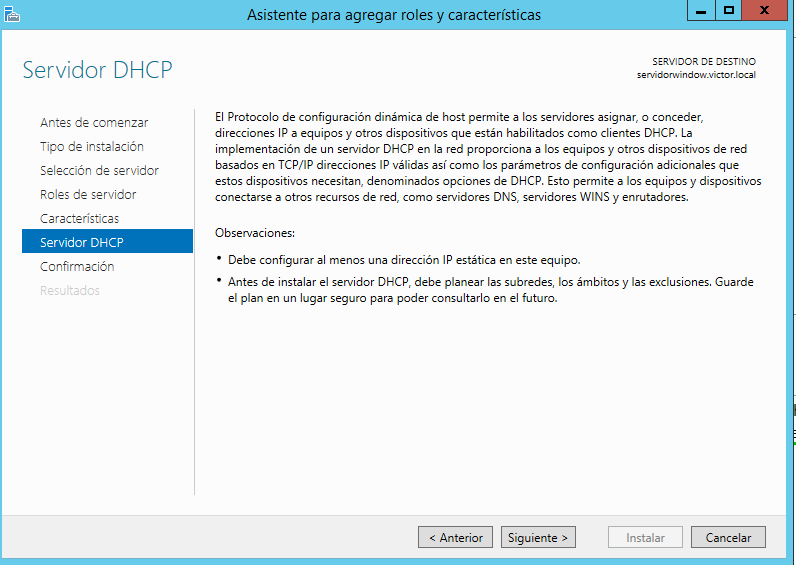 Asistente para agregar roles y características
Servidor DHCP
SERVIDOR DE DESTINO
servidorwindow.victor.local
Antes de comenzar
Tipo de instalación
Selección de servidor
Roles de servidor
Características
Servidor DHCP
Confirmación
Resultados
El Protocolo de configuración dinámica de host permite a los servidores asignar, o conceder,
direcciones IP a equipos y otros dispositivos que están habilitados como clientes DHCP. La
implementación de un servidor DHCP en la red proporciona a los equipos y otros dispositivos de red
basados en TCP/IP direcciones IP válidas así como los parámetros de configuración adicionales que
estos dispositivos necesitan, denominados opciones de DHCP. Esto permite a los equipos y dispositivos
conectarse a otros recursos de red, como servidores DNS, servidores WINS y enrutadores.
Observaciones:
• Debe configurar al menos una dirección IP estática en este equipo.
• Antes de instalar el servidor DHCP, debe planear las subredes, los ámbitos y las exclusiones. Guarde
el plan en un lugar seguro para poder consultarlo en el futuro.
< Anterior
Siguiente >
Instalar
Cancelar